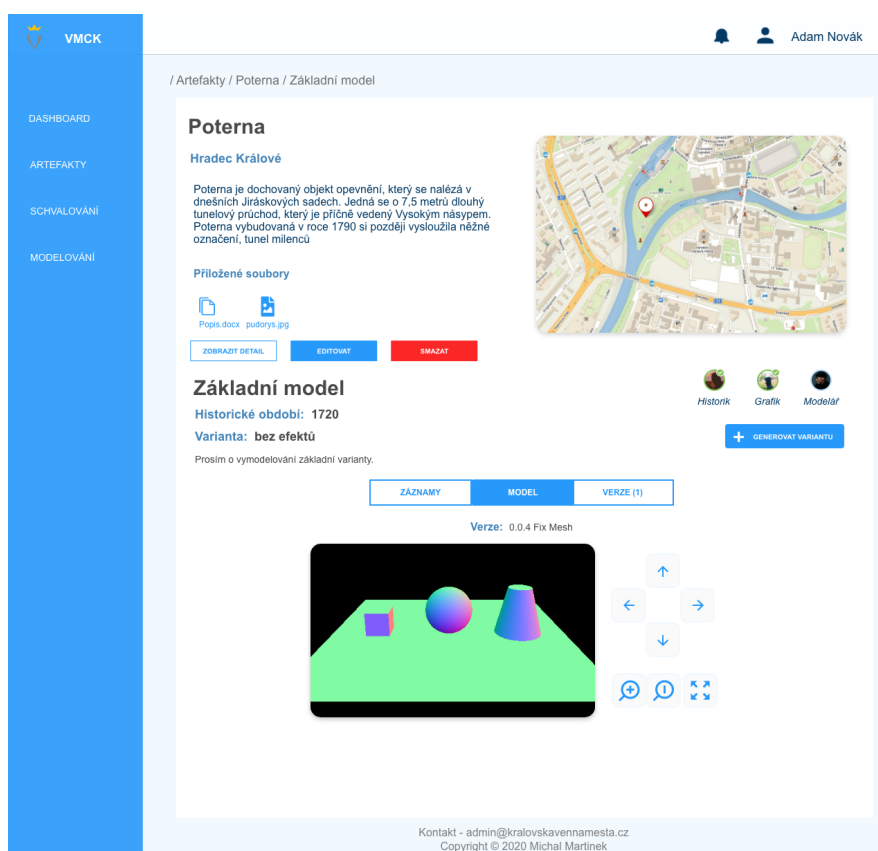 VMCK
Adam Novák
/ Artefakty / Poterna / Základní model
DASHBOARD
ARTEFAKTY
SCHVALOVÁNÍ
MODELOVÁNÍ
Poterna
Hradec Králové
Poterna je dochovaný objekt opevnění, který se nalézá v
dnešních Jiráskových sadech. Jedná se o 7,5 metrů dlouhý
tunelový průchod, který je příčně vedený Vysokým násypem.
Poterna vybudovaná v roce 1790 si později vysloužila něžné
označení, tunel milenců
Přiložené soubory
Popis.docx pudorys.jpg
ZOBRAZIT DETAIL EDITOVAT SMAZAT
Základní model
Historické období: 1720
Varianta: bez efektů
Prosím o vymodelování základní varianty.
Historik Grafik Modelář
GENEROVAT VARIANTU
ZÁZNAMY MODEL VERZE (1)
Verze: 0.0.4 Fix Mesh
Kontakt - admin@kralovskavennamesta.cz
Copyright © 2020 Michal Martinek